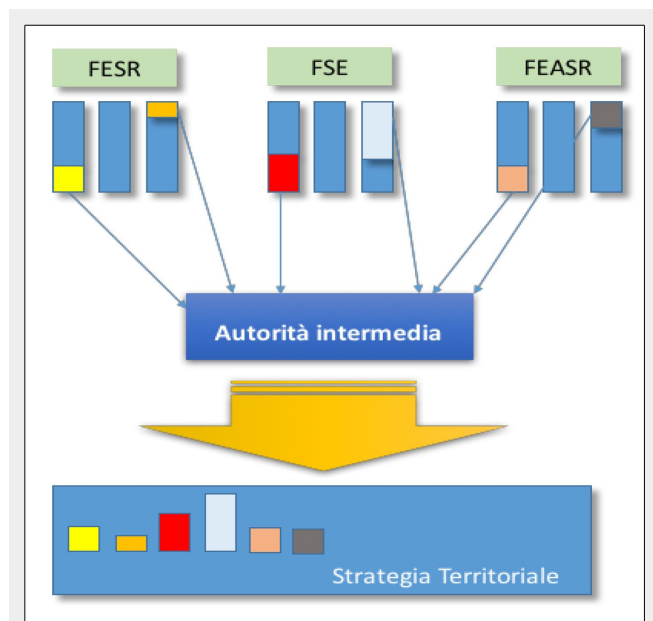 FESR
FSE
FEASR
Autorità intermedia
Strategia Territoriale